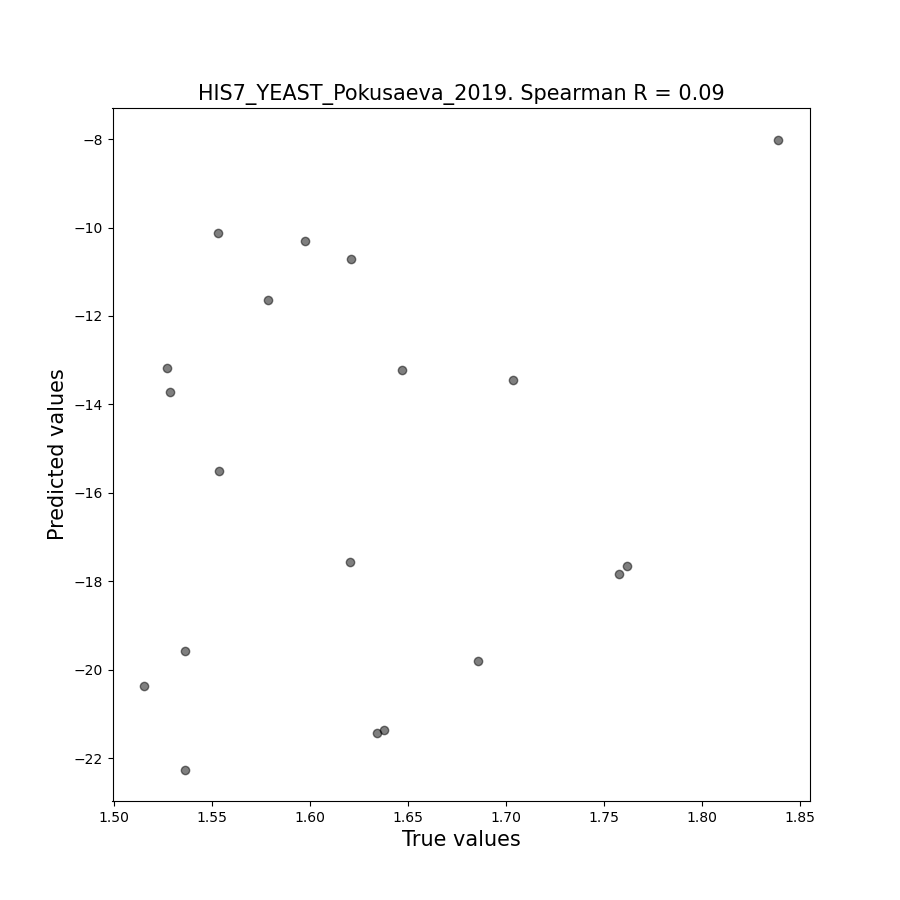 HIS7_YEAST_Pokusaeva_2019. Spearman R = 0.09
−8
−10
−12
−14
−16
−18
−20
−22
Predicted values
1.50 1.55 1.60 1.65 1.70 1.75 1.80 1.85
True values